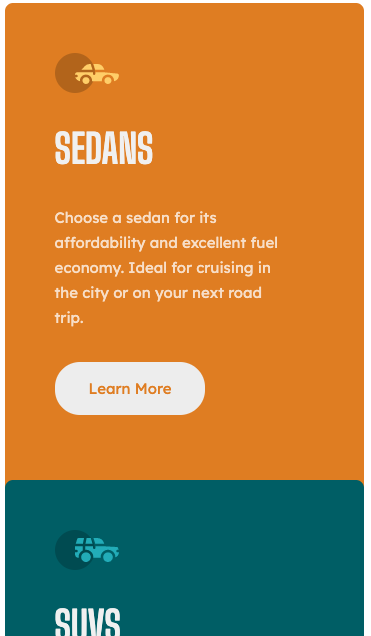 SEDANS
Choose a sedan for its
affordability and excellent fuel
economy. Ideal for cruising in
the city or on your next road
trip.
Learn More
SUVS